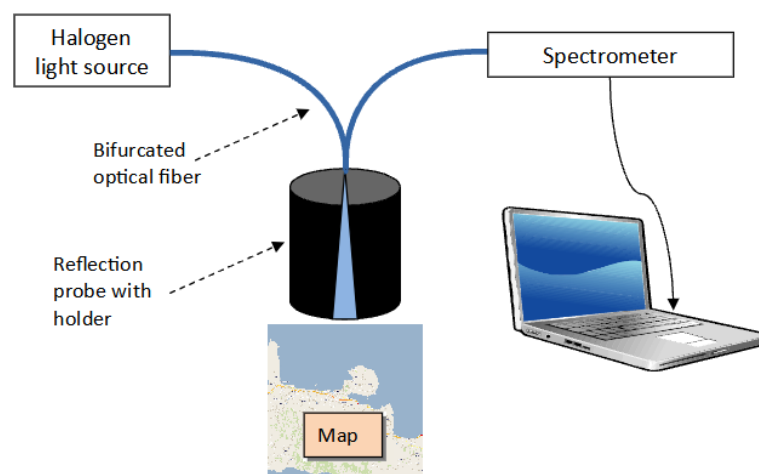 Halogen
light source
Spectrometer
Bifurcated
optical fiber
Reflection
probe with
holder
Map